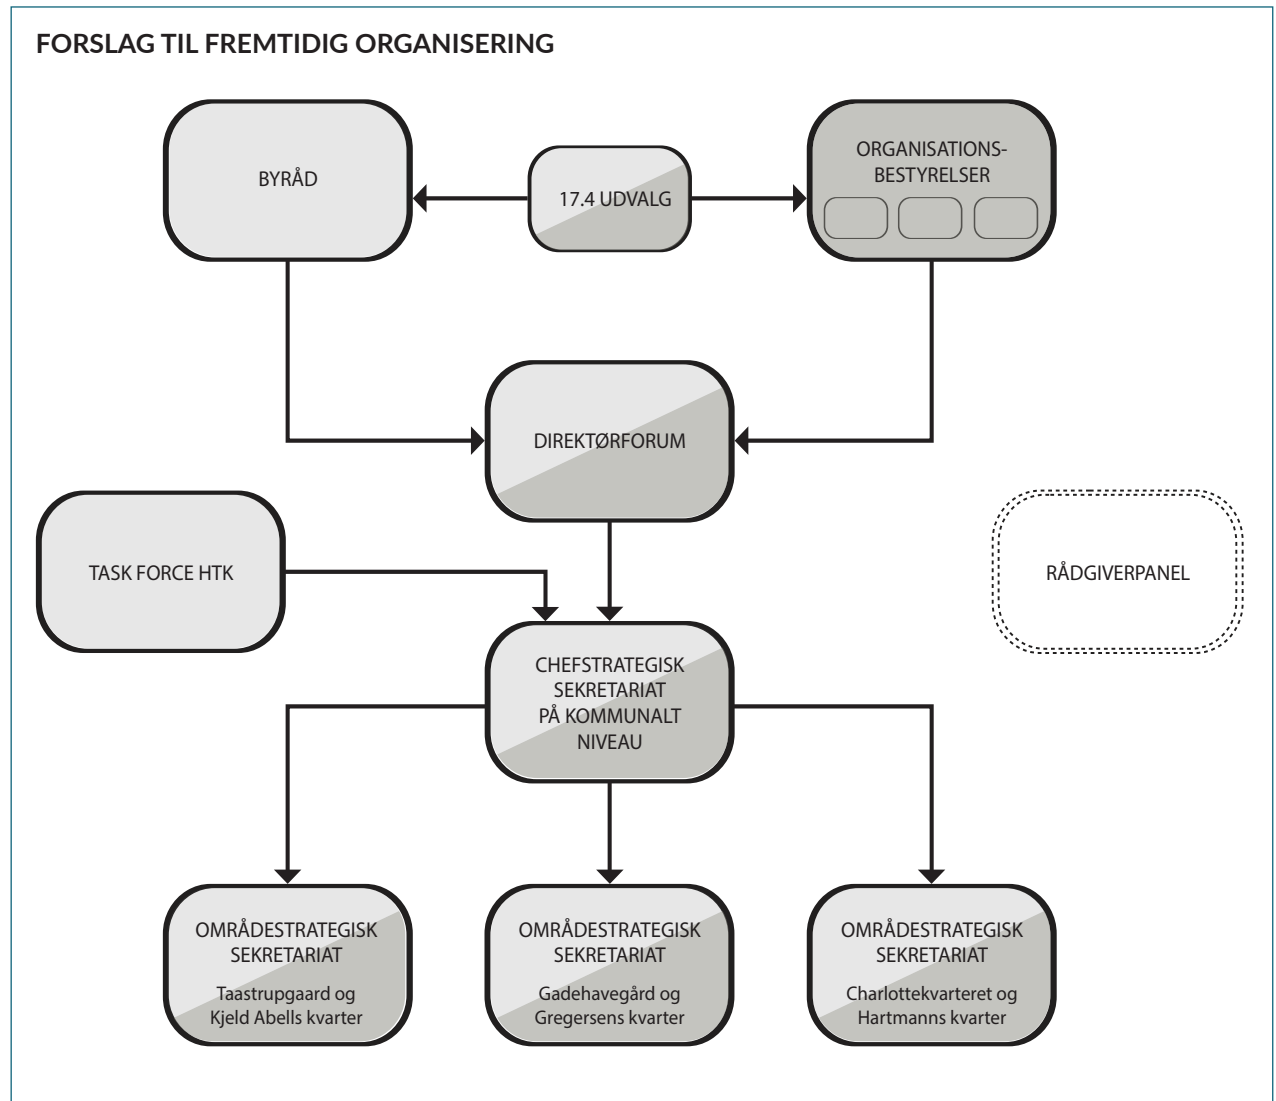 FORSLAG TIL FREMTIDIG ORGANISERING
BYRÅD
17.4 UDVALG
ORGANISATIONS-
BESTYRELSER
DIREKTØRFORUM
TASK FORCE HTK
RÅDGIVERPANEL
CHEFSTRATEGISK
SEKRETARIAT
PÅ KOMMUNALT
NIVEAU
OMRÅDESTRATEGISK
SEKRETARIAT
Taastrupgaard og
Kjeld Abells kvarter
OMRÅDESTRATEGISK
SEKRETARIAT
Gadehavegård og
Gregersens kvarter
OMRÅDESTRATEGISK
SEKRETARIAT
Charlottekvarteret og
Hartmanns kvarter